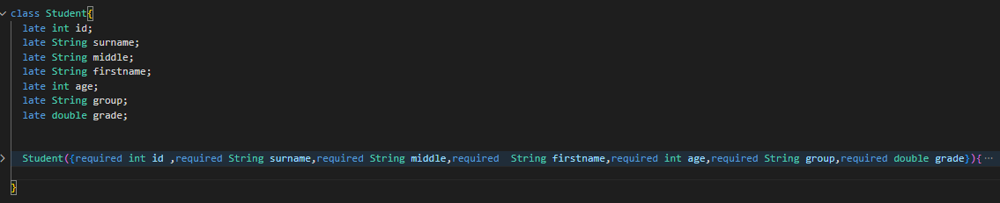 class Student{
late int id;
late String surname;
late String middle;
late String firstname;
late int age;
late String group;
late double grade;
Student({required int id ,required String surname,required String middle,required  String firstname,required int age,required String group,required double grade}){⋯
}